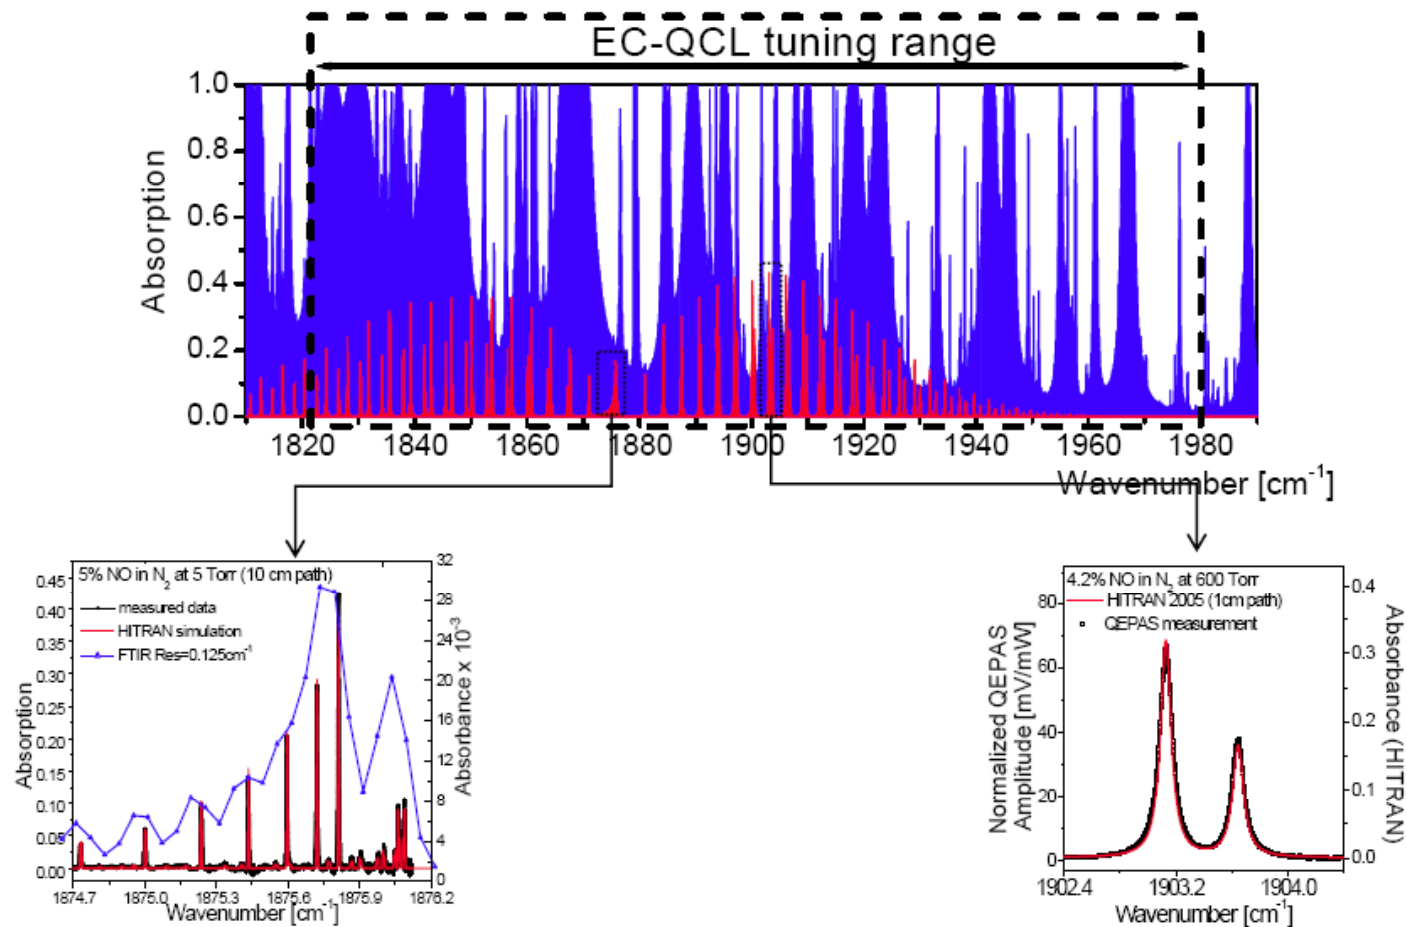 EC-QCL tuning range
Absorption
1.0
0.8
0.6
0.4
0.2
0.0
1820 1840 1860 1880 1900 1920 1940 1960 1980
Wavenumber [cm⁻¹]
5% NO in N₂ at 5 Torr (10 cm path)
measured data
HITRAN simulation
FTIR Res=0.125cm⁻¹
Absorption
0.45
0.40
0.35
0.30
0.25
0.20
0.15
0.10
0.05
0.00
32
28
24
20
16
12
8
4
0
Absorbance x 10⁻³
1874.7 1875.0 1875.3 1875.6 1875.9 1876.2
Wavenumber [cm⁻¹]
4.2% NO in N₂ at 600 Torr
HITRAN 2005 (1cm path)
QEPAS measurement
Normalized QEPAS
Amplitude [mV/mW]
80
60
40
20
0
0.4
0.3
0.2
0.1
0.0
Absorbance (HITRAN)
1902.4 1903.2 1904.0
Wavenumber [cm⁻¹]